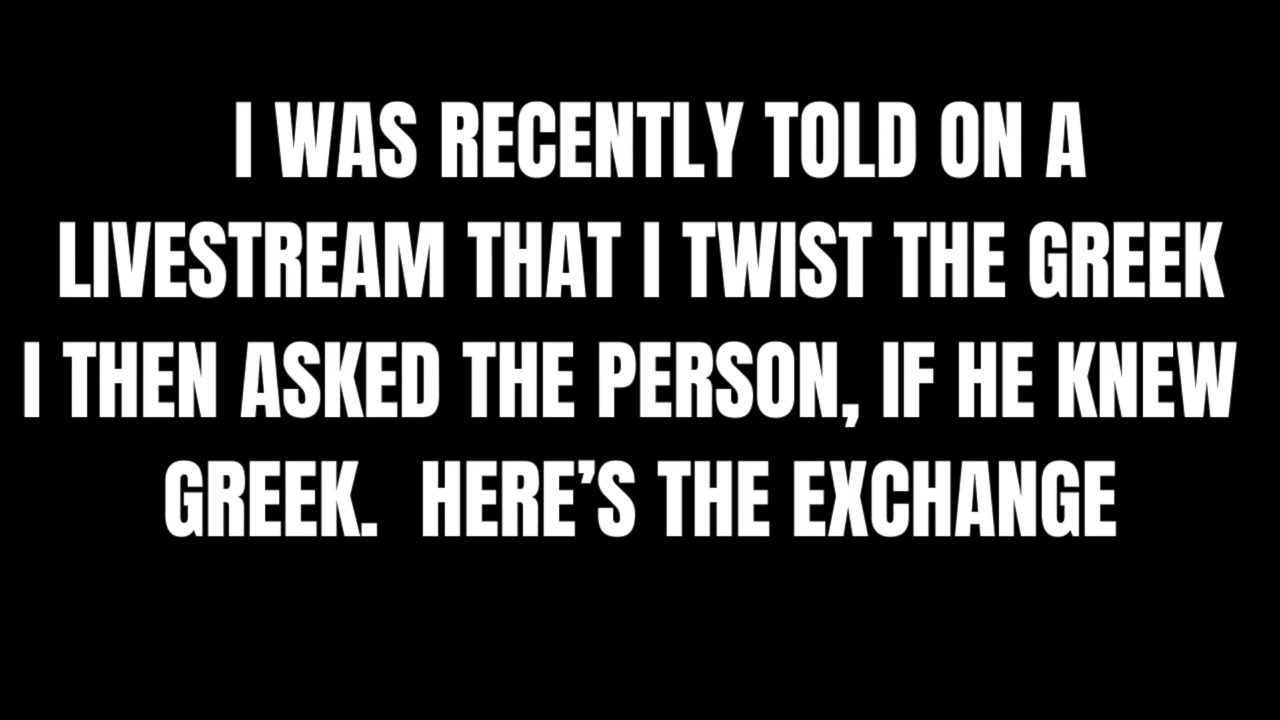 I WAS RECENTLY TOLD ON A
LIVESTREAM THAT I TWIST THE GREEK
I THEN ASKED THE PERSON, IF HE KNEW
GREEK. HERE’S THE EXCHANGE